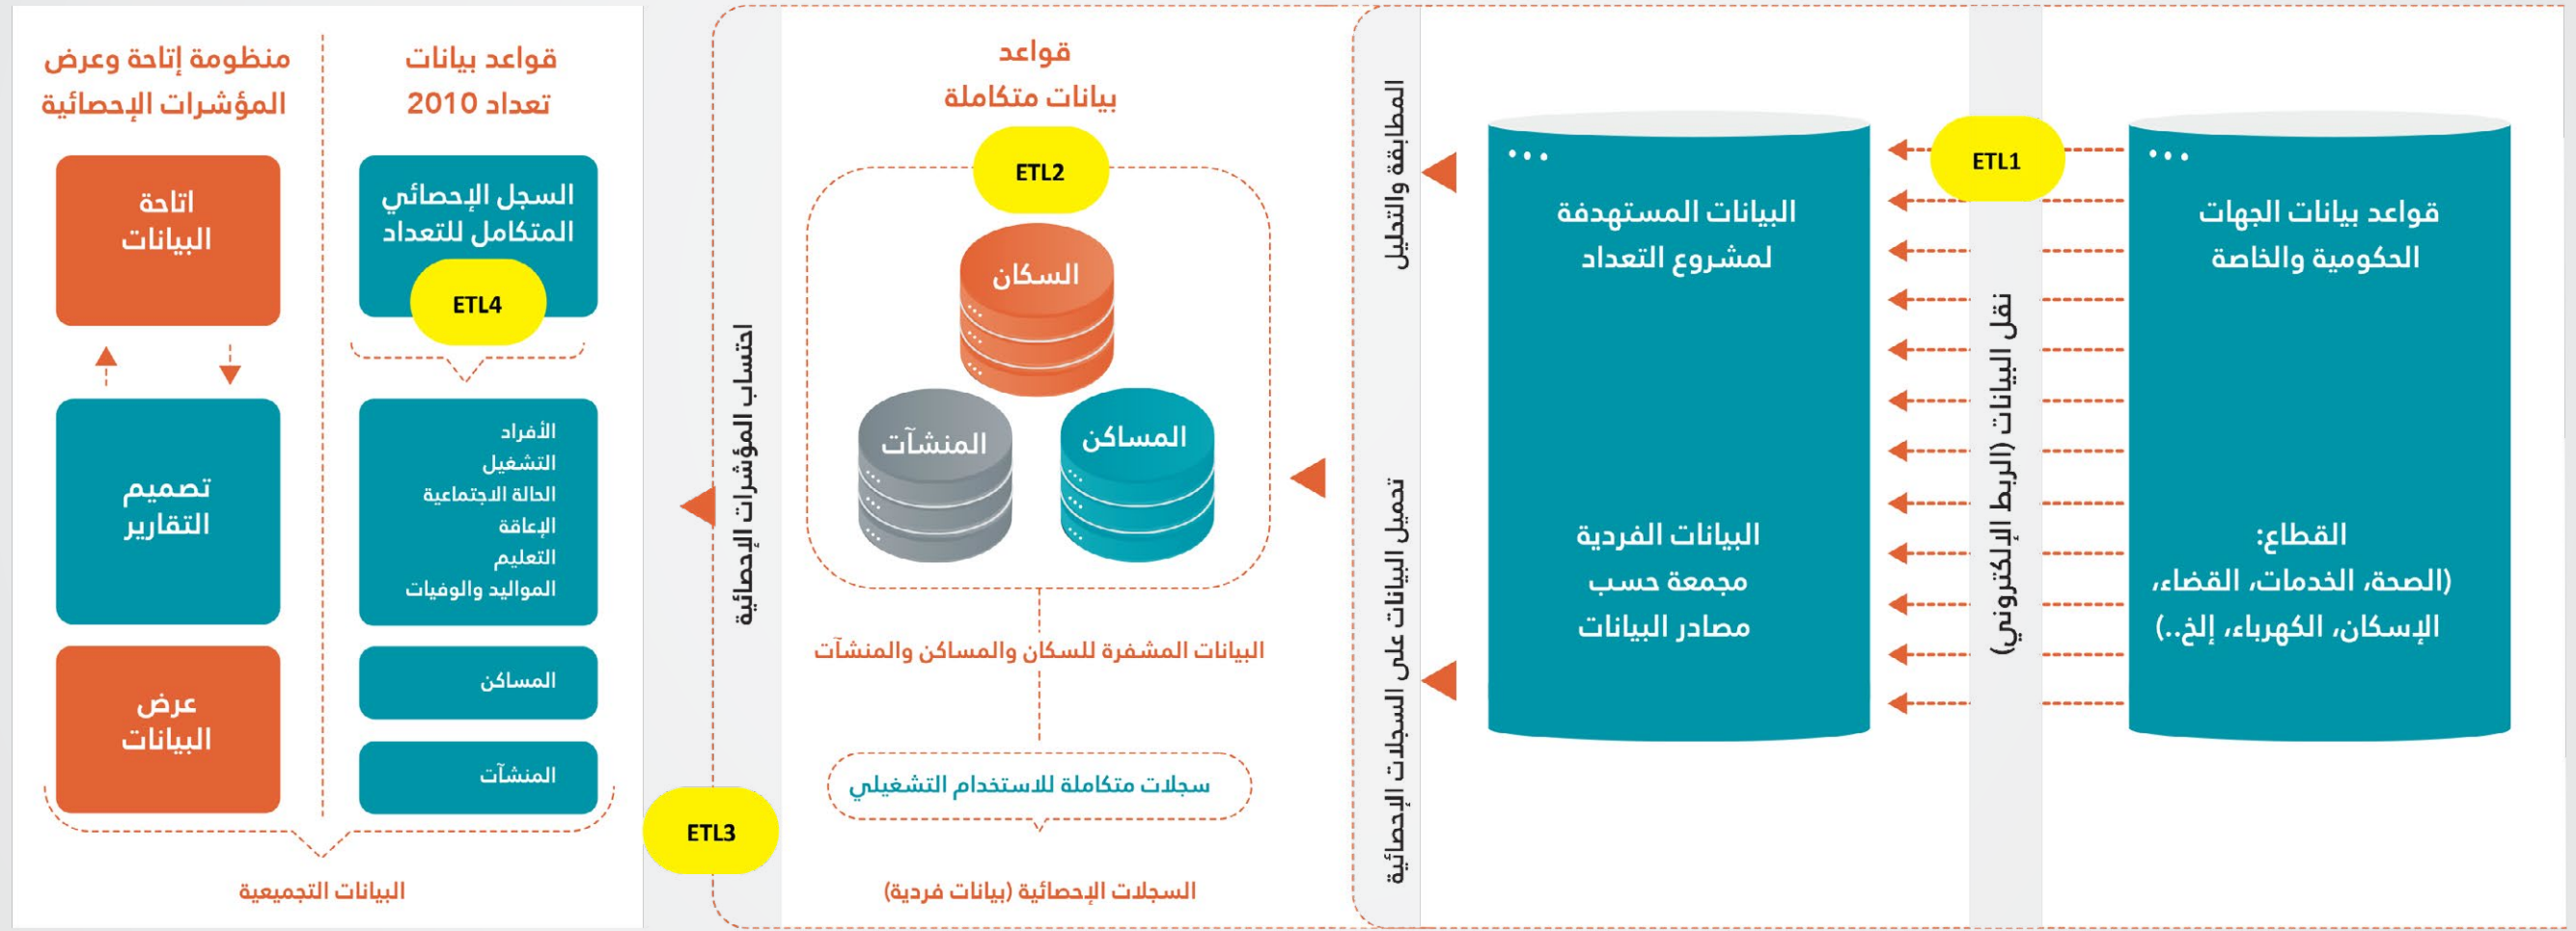 قواعد بيانات الجهات
الحكومية والخاصة
القطاع:
(الصحة، الخدمات، القضاء،
الإسكان، الكهرباء، إلخ..)
ETL1
نقل البيانات (الربط الإلكتروني)
البيانات المستهدفة
لمشروع التعداد
البيانات الفردية
مجمعة حسب
مصادر البيانات
المطابقة والتحليل
تحميل البيانات على السجلات الإحصائية
قواعد
بيانات متكاملة
ETL2
السكان
المساكن
المنشآت
البيانات المشفرة للسكان والمساكن والمنشآت
سجلات متكاملة للاستخدام التشغيلي
السجلات الإحصائية (بيانات فردية)
احتساب المؤشرات الإحصائية
ETL3
قواعد بيانات
تعداد 2010
السجل الإحصائي
المتكامل للتعداد
ETL4
الأفراد
التشغيل
الحالة الاجتماعية
الإعاقة
التعليم
المواليد والوفيات
المساكن
المنشآت
منظومة إتاحة وعرض
المؤشرات الإحصائية
اتاحة
البيانات
تصميم
التقارير
عرض
البيانات
البيانات التجميعية